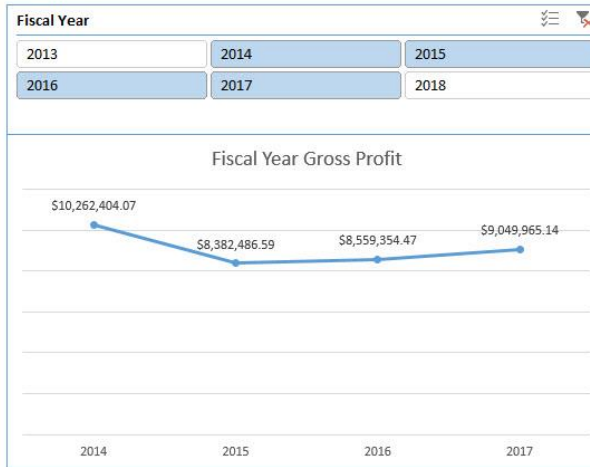 Fiscal Year
2013 2014 2015
2016 2017 2018
Fiscal Year Gross Profit
$10,262,404.07
$8,382,486.59
$8,559,354.47
$9,049,965.14
2014 2015 2016 2017